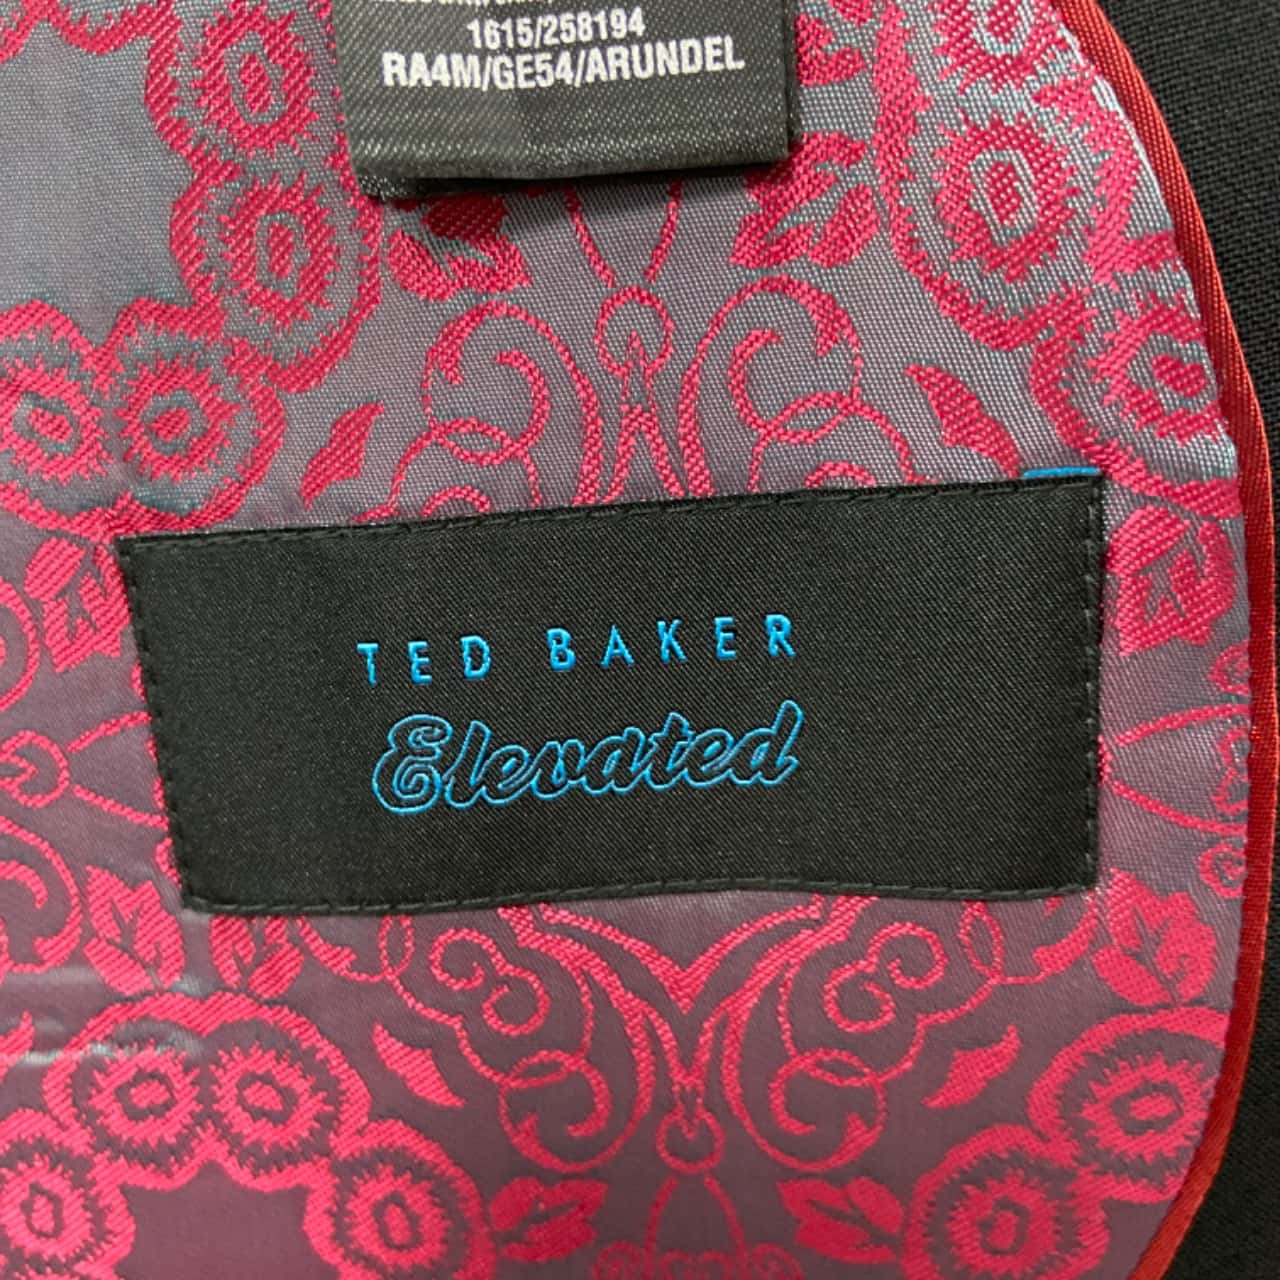 1615/258194
RA4M/GE54/ARUNDEL
TED BAKER
Elevated